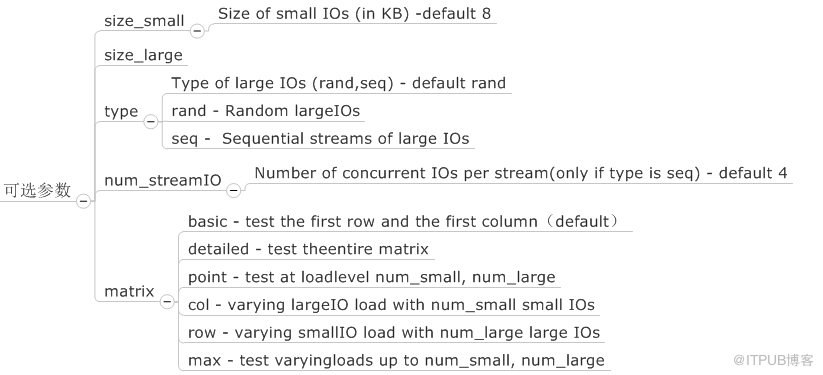 size_small
Size of small IOs (in KB) -default 8
size_large
type
Type of large IOs (rand,seq) - default rand
rand - Random largeIOs
seq -  Sequential streams of large IOs
可选参数
num_streamIO
Number of concurrent IOs per stream(only if type is seq) - default 4
matrix
basic - test the first row and the first column（default）
detailed - test theentire matrix
point - test at loadlevel num_small, num_large
col - varying largeIO load with num_small small IOs
row - varying smallIO load with num_large large IOs
max - test varyingloads up to num_small, num_large
@ITPUB博客